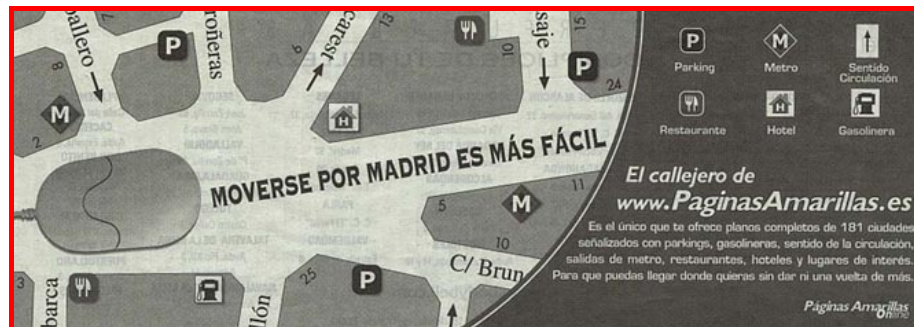 ballero
roñeras
carest
saje
7
8
2
6
13
10
15
24
P
P
M
H
MOVERSE POR MADRID ES MÁS FÁCIL
5
11
10
M
3
barca
25
llón
P
C/ Brun
P
M
Parking
Metro
Sentido
Circulación
H
Restaurante
Hotel
Gasolinera
El callejero de
www.PaginasAmarillas.es
Es el único que te ofrece planos completos de 181 ciudades
señalizados con parkings, gasolineras, sentido de la circulación,
salidas de metro, restaurantes, hoteles y lugares de interés.
Para que puedas llegar donde quieras sin dar ni una vuelta de más.
Páginas Amarillas
Online